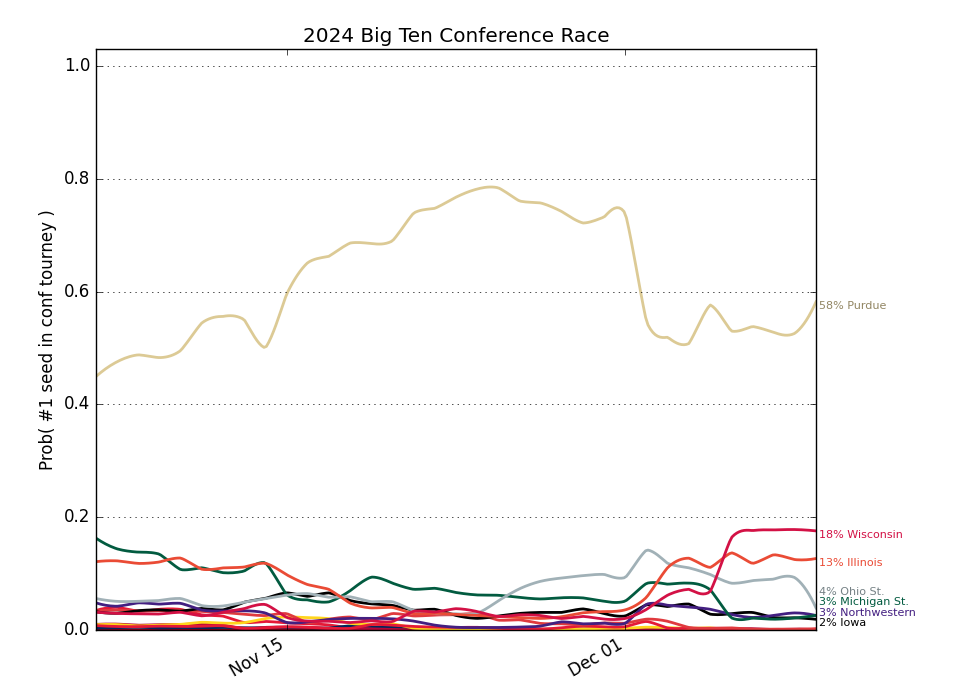 2024 Big Ten Conference Race
Prob( #1 seed in conf tourney )
1.0
0.8
0.6
0.4
0.2
0.0
Nov 15
Dec 01
58% Purdue
18% Wisconsin
13% Illinois
4% Ohio St.
3% Michigan St.
3% Northwestern
2% Iowa